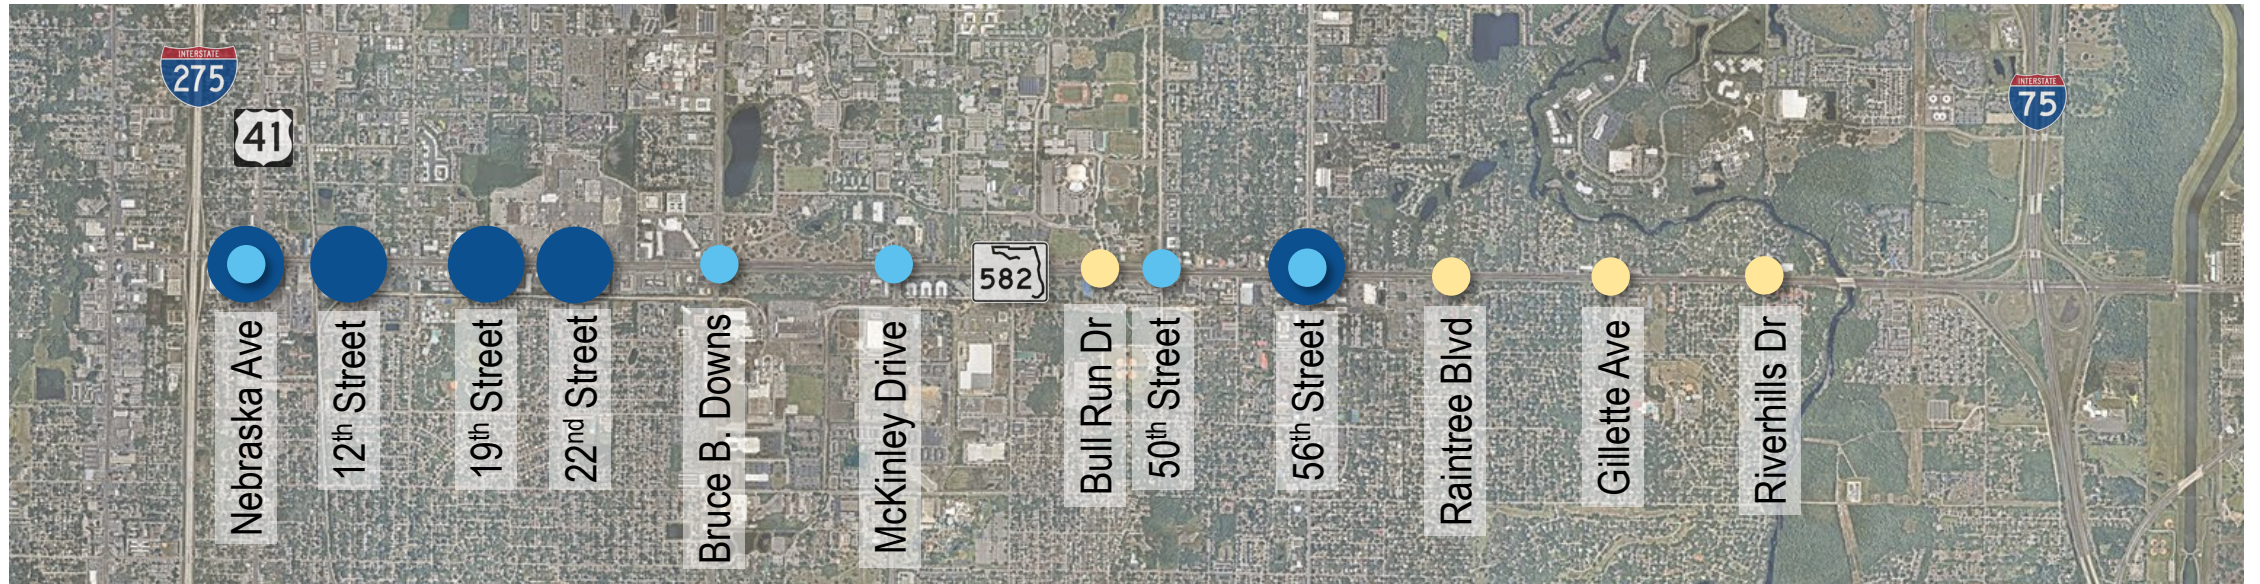 INTERSTATE
275
41
INTERSTATE
75
582
Nebraska Ave
12th Street
19th Street
22nd Street
Bruce B. Downs
McKinley Drive
Bull Run Dr
50th Street
56th Street
Raintree Blvd
Gillette Ave
Riverhills Dr